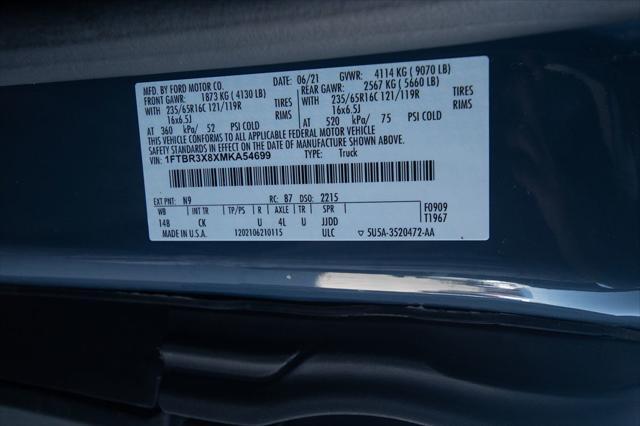 MFD. BY FORD MOTOR CO. DATE: 06/21 GVWR: 4114 KG ( 9070 LB)
FRONT GAWR: 1873 KG ( 4130 LB) REAR GAWR: 2567 KG ( 5660 LB)
WITH 235/65R16C 121/119R TIRES WITH 235/65R16C 121/119R TIRES
16x6.5J RIMS 16x6.5J RIMS
AT 360 kPa/ 52 PSI COLD AT 520 kPa/ 75 PSI COLD
THIS VEHICLE CONFORMS TO ALL APPLICABLE FEDERAL MOTOR VEHICLE
SAFETY STANDARDS IN EFFECT ON THE DATE OF MANUFACTURE SHOWN ABOVE.
VIN: 1FTBR3X8XMKA54699 TYPE: Truck
EXT PNT: N9 RC: 87 DSO: 2215
WB INT TR TP/PS R AXLE TR SPR F0909
14B CK U 4L U JJDD T1967
MADE IN U.S.A. 1202106210115 ULC 5U5A-3520472-AA